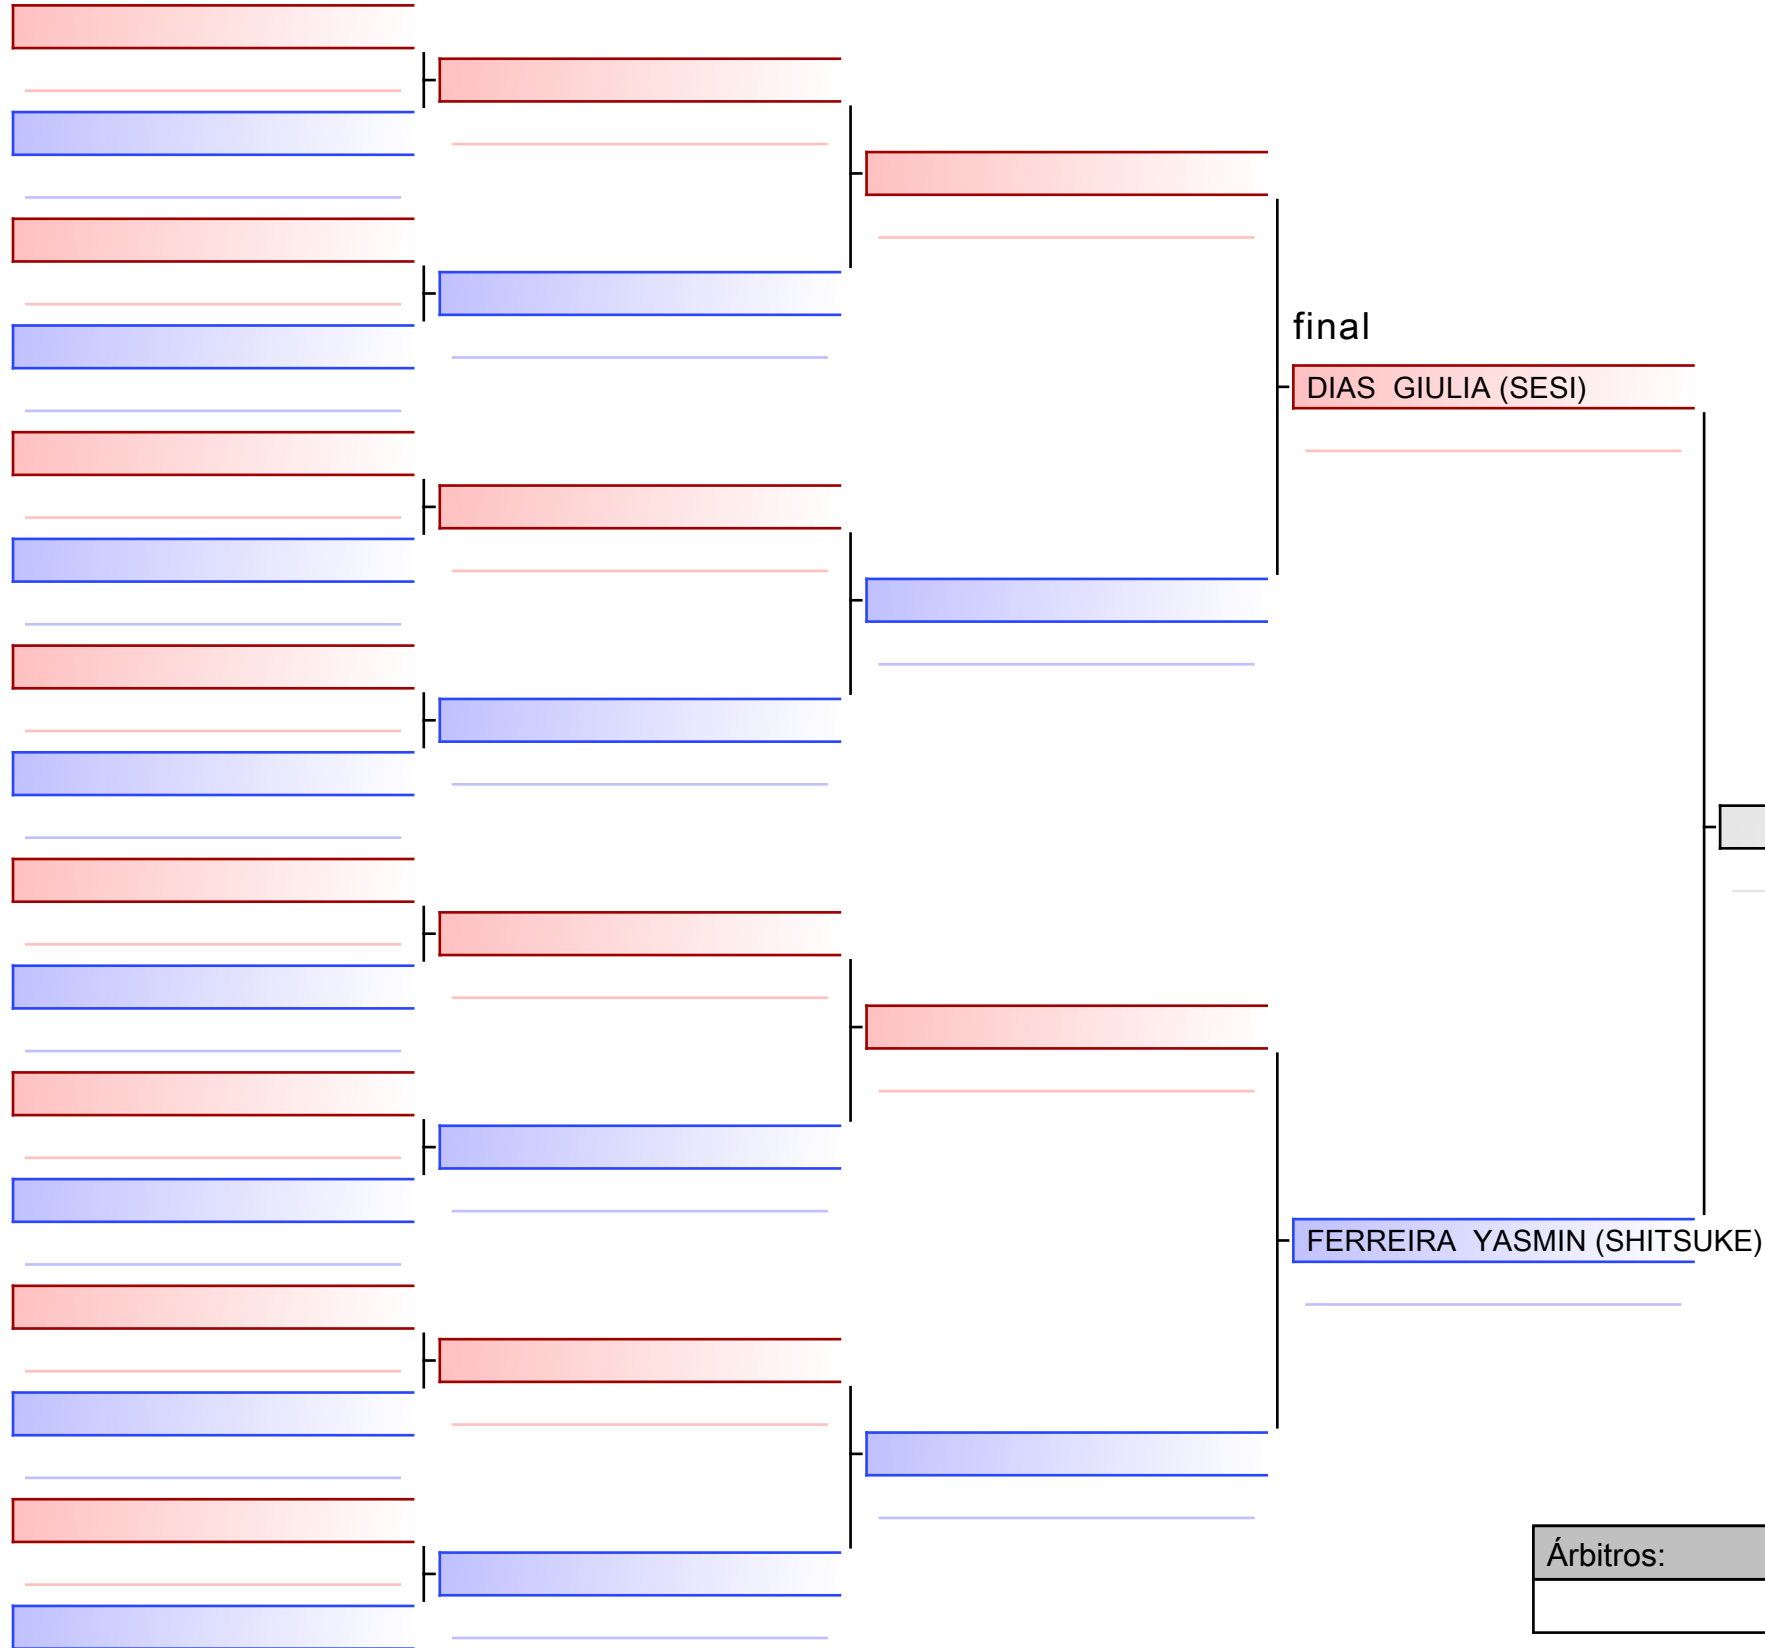 final
DIAS  GIULIA (SESI)
FERREIRA  YASMIN (SHITSUKE)
Árbitros: